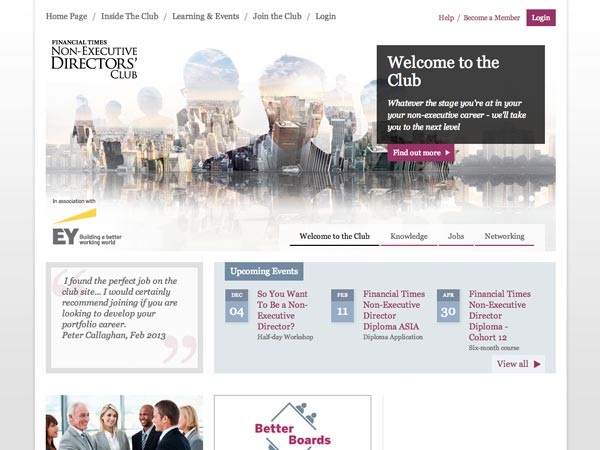 Home Page / Inside The Club / Learning & Events / Join the Club / Login
Help / Become a Member Login
FINANCIAL TIMES
NON-EXECUTIVE
DIRECTORS'
CLUB
Welcome to the
Club
Whatever the stage you're at in your
your non-executive career - we'll take
you to the next level
Find out more
In association with
EY Building a better
working world
Welcome to the Club Knowledge Jobs Networking
“ I found the perfect job on the
club site... I would certainly
recommend joining if you are
looking to develop your
portfolio career.
Peter Callaghan, Feb 2013 ”
Upcoming Events
DEC
04
So You Want
To Be a Non-
Executive
Director?
Half-day Workshop
FEB
11
Financial Times
Non-Executive
Director
Diploma ASIA
Diploma Application
APR
30
Financial Times
Non-Executive
Director
Diploma -
Cohort 12
Six-month course
View all
Better
Boards